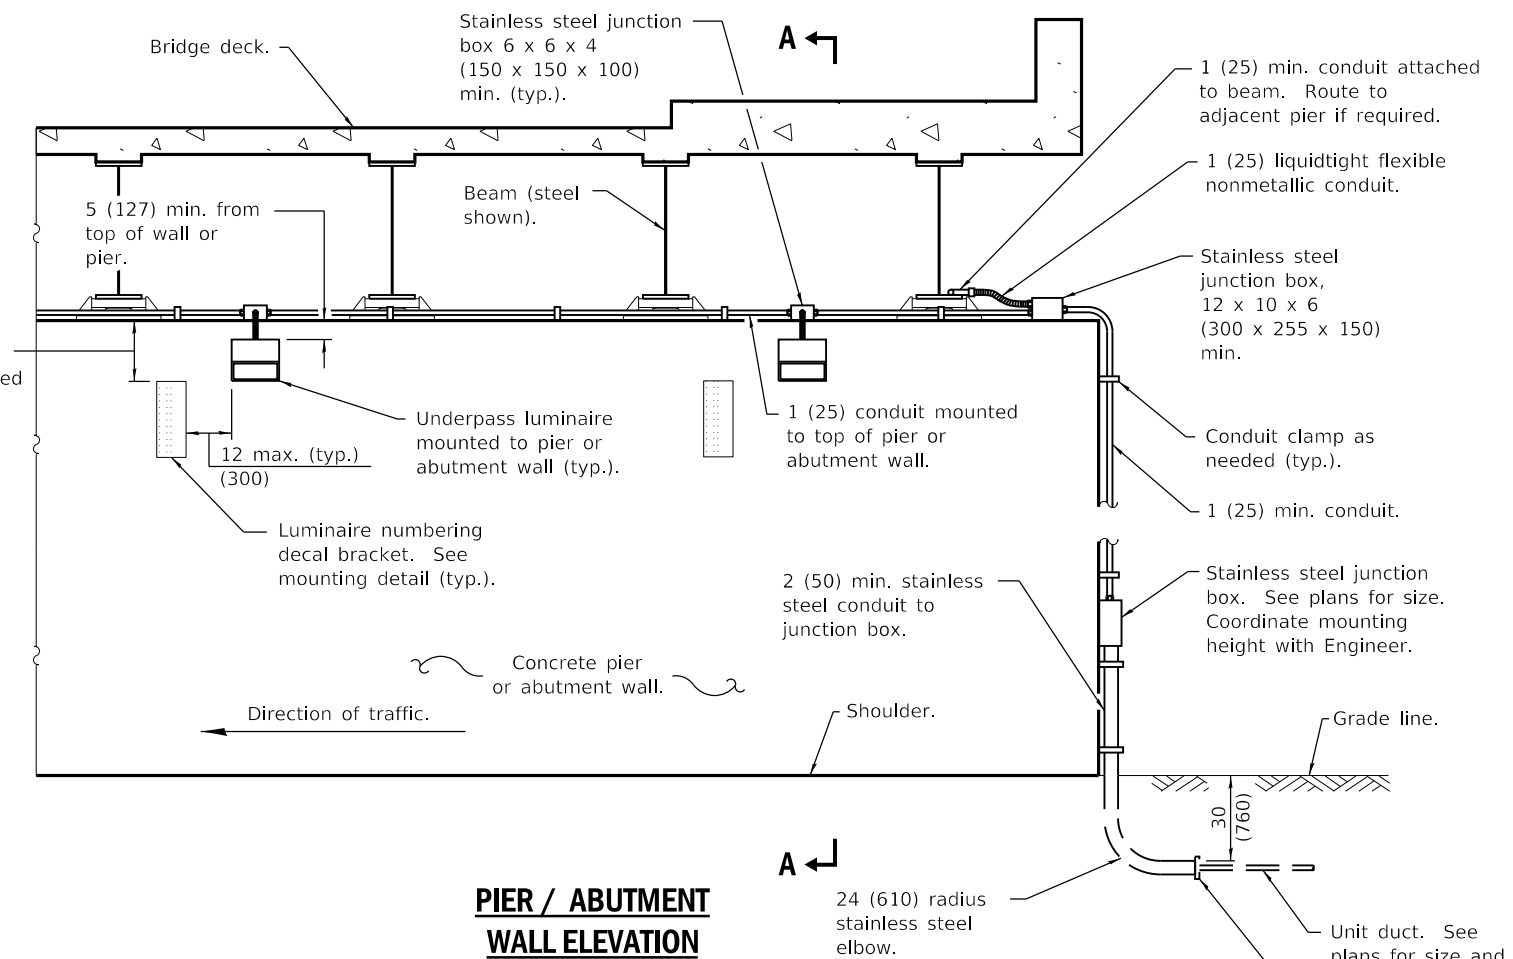 Stainless steel junction
box 6 x 6 x 4
(150 x 150 x 100)
min. (typ.).
A
Bridge deck.
1 (25) min. conduit attached
to beam. Route to
adjacent pier if required.
1 (25) liquidtight flexible
nonmetallic conduit.
Beam (steel
shown).
5 (127) min. from
top of wall or
pier.
Stainless steel
junction box,
12 x 10 x 6
(300 x 255 x 150)
min.
ed
Underpass luminaire
mounted to pier or
abutment wall (typ.).
1 (25) conduit mounted
to top of pier or
abutment wall.
Conduit clamp as
needed (typ.).
12 max. (typ.)
(300)
1 (25) min. conduit.
Luminaire numbering
decal bracket. See
mounting detail (typ.).
2 (50) min. stainless
steel conduit to
junction box.
Stainless steel junction
box. See plans for size.
Coordinate mounting
height with Engineer.
Concrete pier
or abutment wall.
Direction of traffic.
Shoulder.
Grade line.
30
(760)
A
24 (610) radius
stainless steel
elbow.
PIER / ABUTMENT
WALL ELEVATION
Unit duct. See
plans for size and